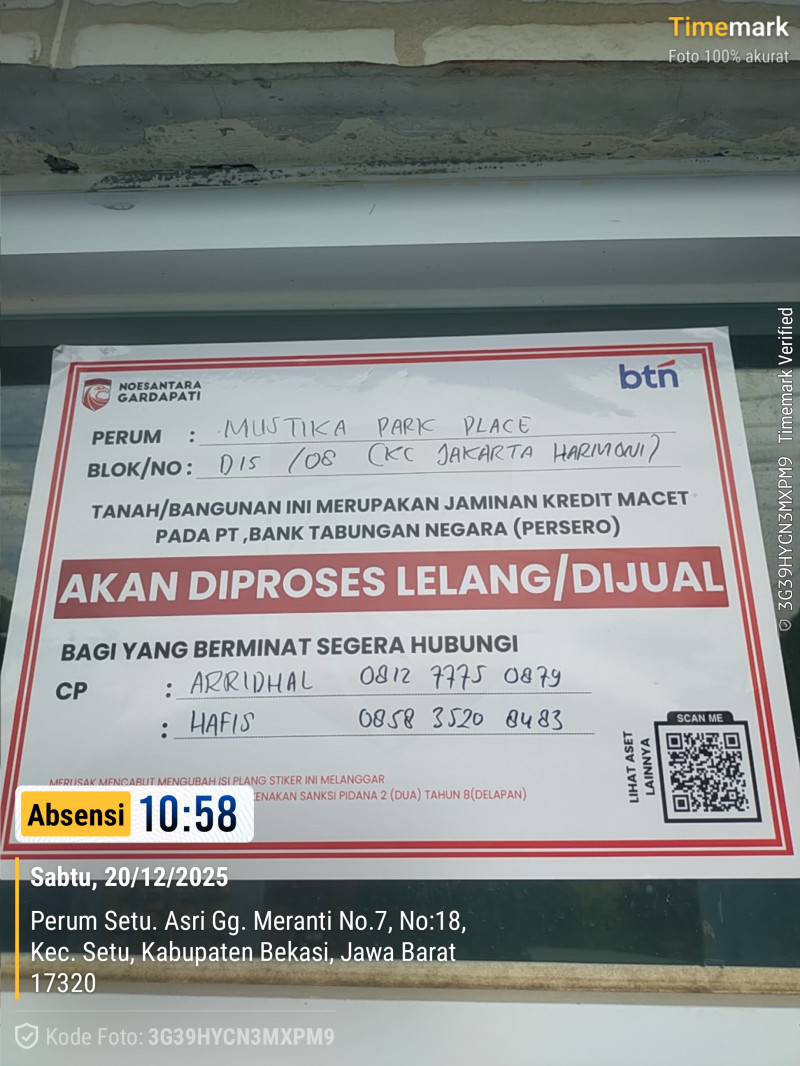 Timemark
Foto 100% akurat
NOESANTARA
GARDAPATI
btn
PERUM : MUSTIKA PARK PLACE
BLOK/NO : D15 /08 (KC JAKARTA HARMONI)
TANAH/BANGUNAN INI MERUPAKAN JAMINAN KREDIT MACET
PADA PT ,BANK TABUNGAN NEGARA (PERSERO)
AKAN DIPROSES LELANG/DIJUAL
BAGI YANG BERMINAT SEGERA HUBUNGI
CP : ARRIDHAL 0812 7775 0879
: HAFIS 0858 3520 8483
LIHAT ASET
LAINNYA
SCAN ME
MERUSAK MENCABUT MENGUBAH ISI PLANG STIKER INI MELANGGAR
KENAKAN SANKSI PIDANA 2 (DUA) TAHUN 8(DELAPAN)
Absensi 10:58
Sabtu, 20/12/2025
Perum Setu. Asri Gg. Meranti No.7, No:18,
Kec. Setu, Kabupaten Bekasi, Jawa Barat
17320
Kode Foto: 3G39HYCN3MXPM9
3G39HYCN3MXPM9 Timemark Verified